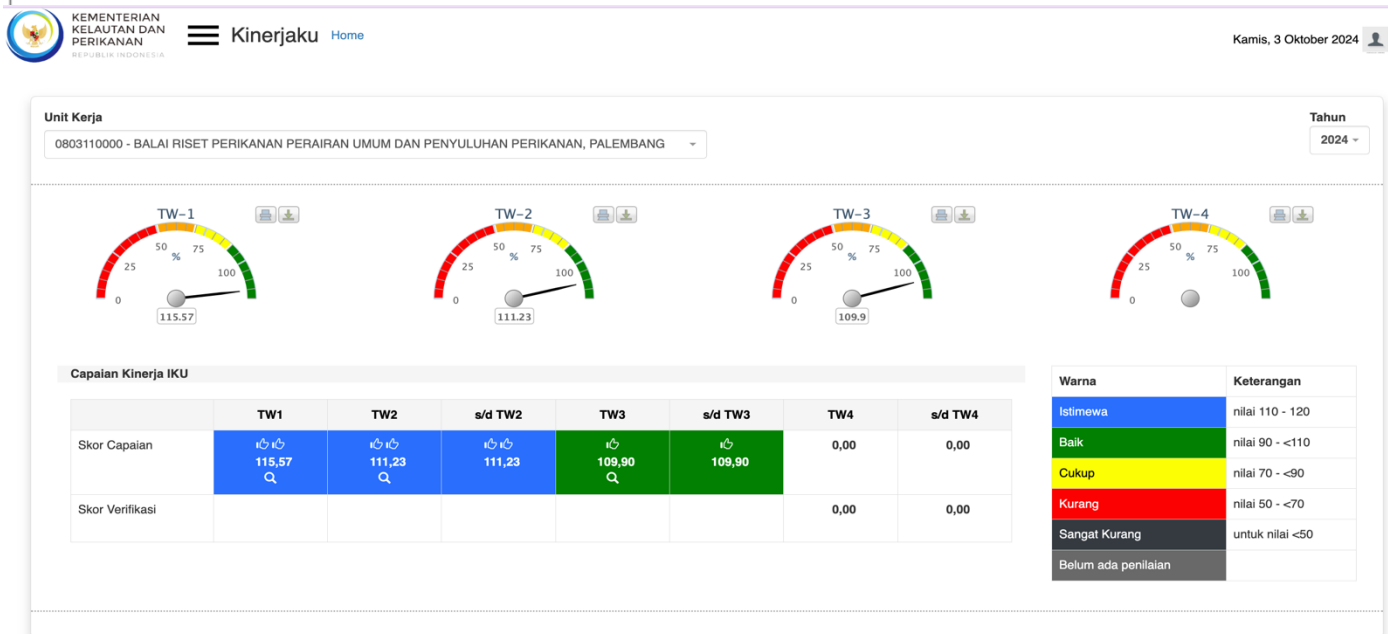 KEMENTERIAN
KELAUTAN DAN
PERIKANAN
REPUBLIK INDONESIA
Kinerjaku Home
Kamis, 3 Oktober 2024
Unit Kerja
Tahun
0803110000 - BALAI RISET PERIKANAN PERAIRAN UMUM DAN PENYULUHAN PERIKANAN, PALEMBANG
2024
TW-1
0 25 50 75 100
%
115.57
TW-2
0 25 50 75 100
%
111.23
TW-3
0 25 50 75 100
%
109.9
TW-4
0 25 50 75 100
%
Capaian Kinerja IKU
TW1 TW2 s/d TW2 TW3 s/d TW3 TW4 s/d TW4
Skor Capaian 115,57 111,23 111,23 109,90 109,90 0,00 0,00
Skor Verifikasi 0,00 0,00
Warna Keterangan
Istimewa nilai 110 - 120
Baik nilai 90 - <110
Cukup nilai 70 - <90
Kurang nilai 50 - <70
Sangat Kurang untuk nilai <50
Belum ada penilaian